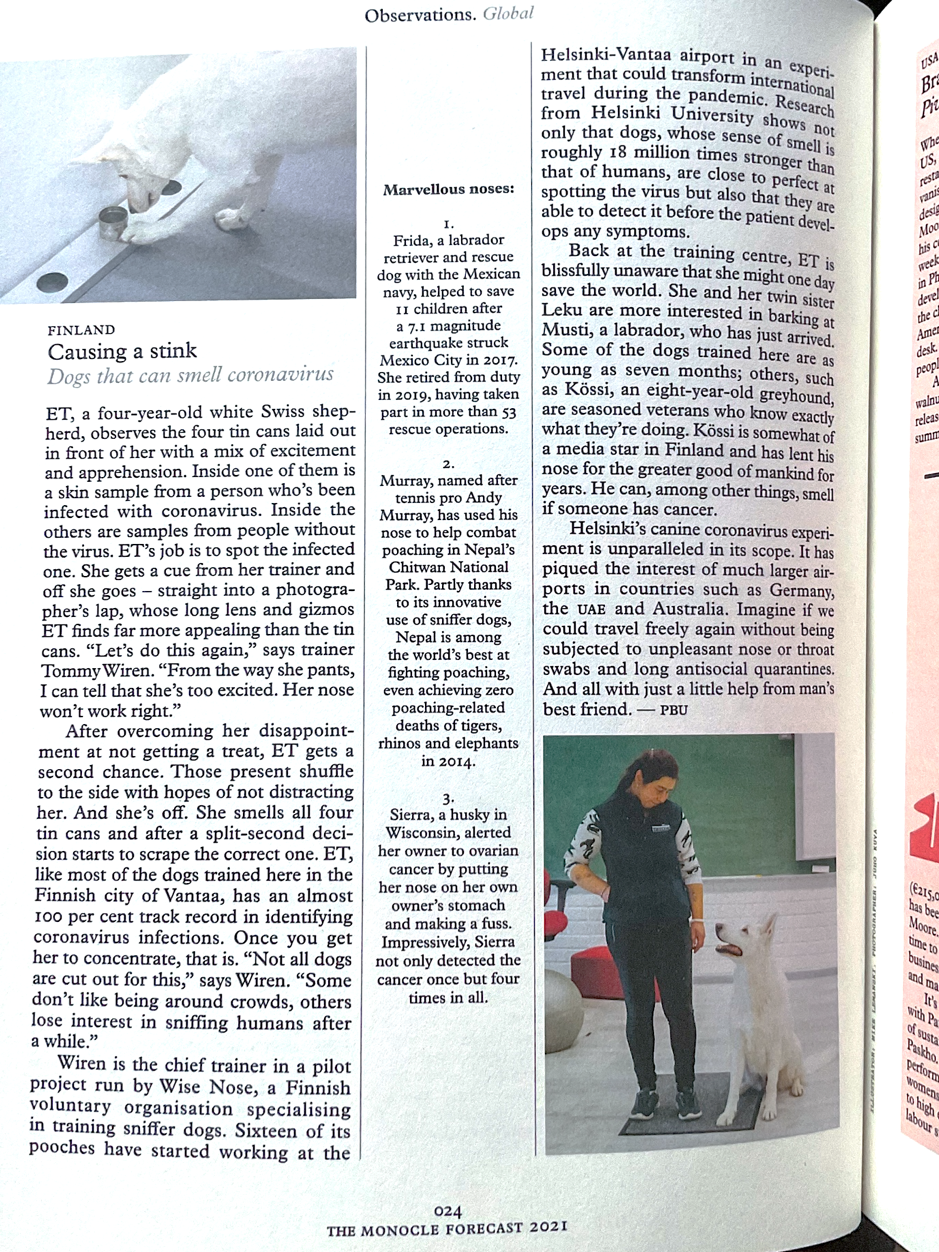 Observations. Global
FINLAND
Causing a stink
Dogs that can smell coronavirus
ET, a four-year-old white Swiss shep-
herd, observes the four tin cans laid out
in front of her with a mix of excitement
and apprehension. Inside one of them is
a skin sample from a person who's been
infected with coronavirus. Inside the
others are samples from people without
the virus. ET's job is to spot the infected
one. She gets a cue from her trainer and
off she goes – straight into a photogra-
pher's lap, whose long lens and gizmos
ET finds far more appealing than the tin
cans. "Let's do this again," says trainer
Tommy Wiren. "From the way she pants,
I can tell that she's too excited. Her nose
won't work right."
After overcoming her disappoint-
ment at not getting a treat, ET gets a
second chance. Those present shuffle
to the side with hopes of not distracting
her. And she's off. She smells all four
tin cans and after a split-second deci-
sion starts to scrape the correct one. ET,
like most of the dogs trained here in the
Finnish city of Vantaa, has an almost
100 per cent track record in identifying
coronavirus infections. Once you get
her to concentrate, that is. "Not all dogs
are cut out for this," says Wiren. "Some
don't like being around crowds, others
lose interest in sniffing humans after
a while."
Wiren is the chief trainer in a pilot
project run by Wise Nose, a Finnish
voluntary organisation specialising
in training sniffer dogs. Sixteen of its
pooches have started working at the
Marvellous noses:
1.
Frida, a labrador
retriever and rescue
dog with the Mexican
navy, helped to save
11 children after
a 7.1 magnitude
earthquake struck
Mexico City in 2017.
She retired from duty
in 2019, having taken
part in more than 53
rescue operations.
2.
Murray, named after
tennis pro Andy
Murray, has used his
nose to help combat
poaching in Nepal's
Chitwan National
Park. Partly thanks
to its innovative
use of sniffer dogs,
Nepal is among
the world's best at
fighting poaching,
even achieving zero
poaching-related
deaths of tigers,
rhinos and elephants
in 2014.
3.
Sierra, a husky in
Wisconsin, alerted
her owner to ovarian
cancer by putting
her nose on her own
owner's stomach
and making a fuss.
Impressively, Sierra
not only detected the
cancer once but four
times in all.
Helsinki-Vantaa airport in an experi-
ment that could transform international
travel during the pandemic. Research
from Helsinki University shows not
only that dogs, whose sense of smell is
roughly 18 million times stronger than
that of humans, are close to perfect at
spotting the virus but also that they are
able to detect it before the patient devel-
ops any symptoms.
Back at the training centre, ET is
blissfully unaware that she might one day
save the world. She and her twin sister
Leku are more interested in barking at
Musti, a labrador, who has just arrived.
Some of the dogs trained here are as
young as seven months; others, such
as Kössi, an eight-year-old greyhound,
are seasoned veterans who know exactly
what they're doing. Kössi is somewhat of
a media star in Finland and has lent his
nose for the greater good of mankind for
years. He can, among other things, smell
if someone has cancer.
Helsinki's canine coronavirus experi-
ment is unparalleled in its scope. It has
piqued the interest of much larger air-
ports in countries such as Germany,
the UAE and Australia. Imagine if we
could travel freely again without being
subjected to unpleasant nose or throat
swabs and long antisocial quarantines.
And all with just a little help from man's
best friend. — PBU
ILLUSTRATOR: MIKE LEMANSKI. PHOTOGRAPHER: JUHO KUVA
024
THE MONOCLE FORECAST 2021
USA
US,
his
week
in Ph
devel
the
desk.
peopl
A
releas
summ
(€215,0
has bee
Moore.
time to
busines
and ma
It's
with Pa
of susta
Paskho.
perform
womens
to high
labour s